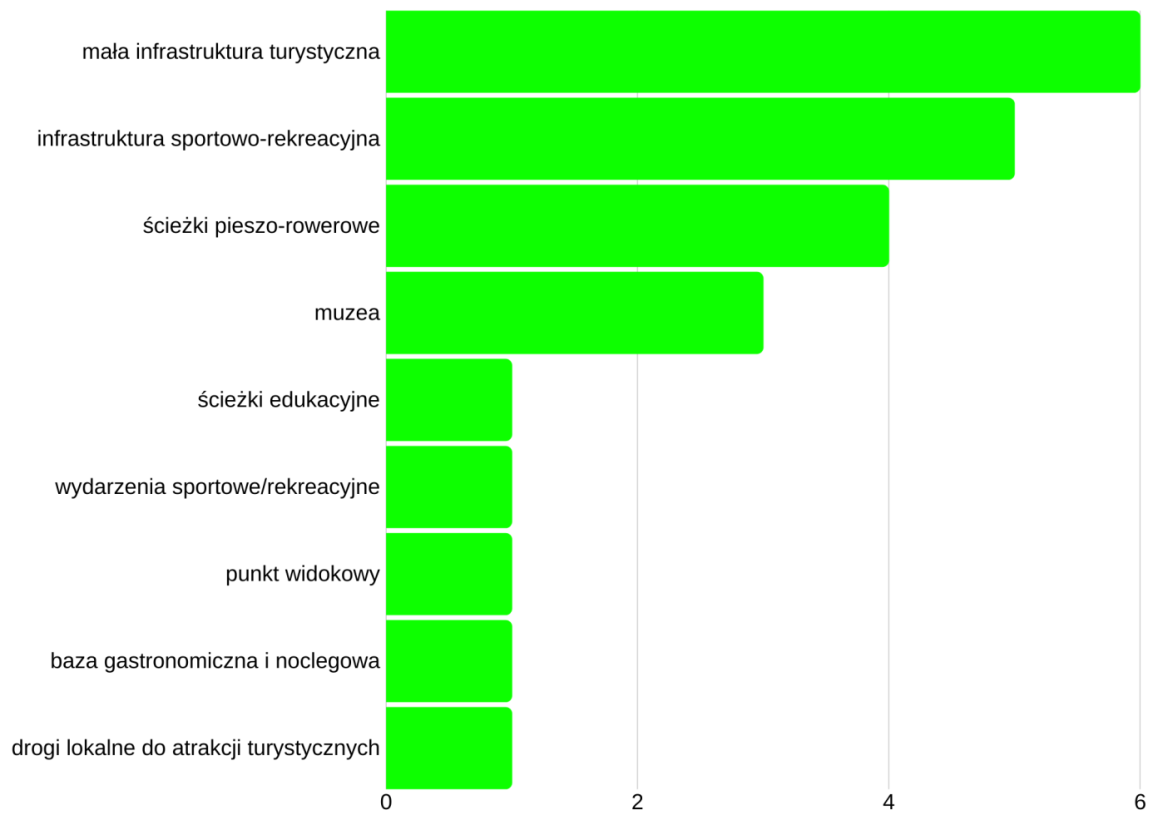 mała infrastruktura turystyczna
infrastruktura sportowo-rekreacyjna
ścieżki pieszo-rowerowe
muzea
ścieżki edukacyjne
wydarzenia sportowe/rekreacyjne
punkt widokowy
baza gastronomiczna i noclegowa
drogi lokalne do atrakcji turystycznych
0 2 4 6